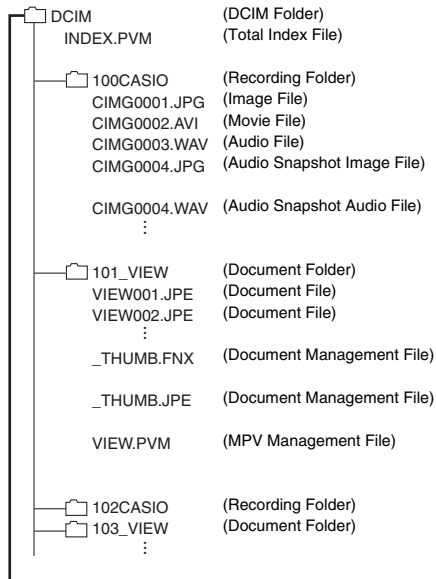 DCIM (DCIM Folder)
INDEX.PVM (Total Index File)
100CASIO (Recording Folder)
CIMG0001.JPG (Image File)
CIMG0002.AVI (Movie File)
CIMG0003.WAV (Audio File)
CIMG0004.JPG (Audio Snapshot Image File)
CIMG0004.WAV (Audio Snapshot Audio File)
⋮
101_VIEW (Document Folder)
VIEW001.JPE (Document File)
VIEW002.JPE (Document File)
⋮
_THUMB.FNX (Document Management File)
_THUMB.JPE (Document Management File)
VIEW.PVM (MPV Management File)
102CASIO (Recording Folder)
103_VIEW (Document Folder)
⋮